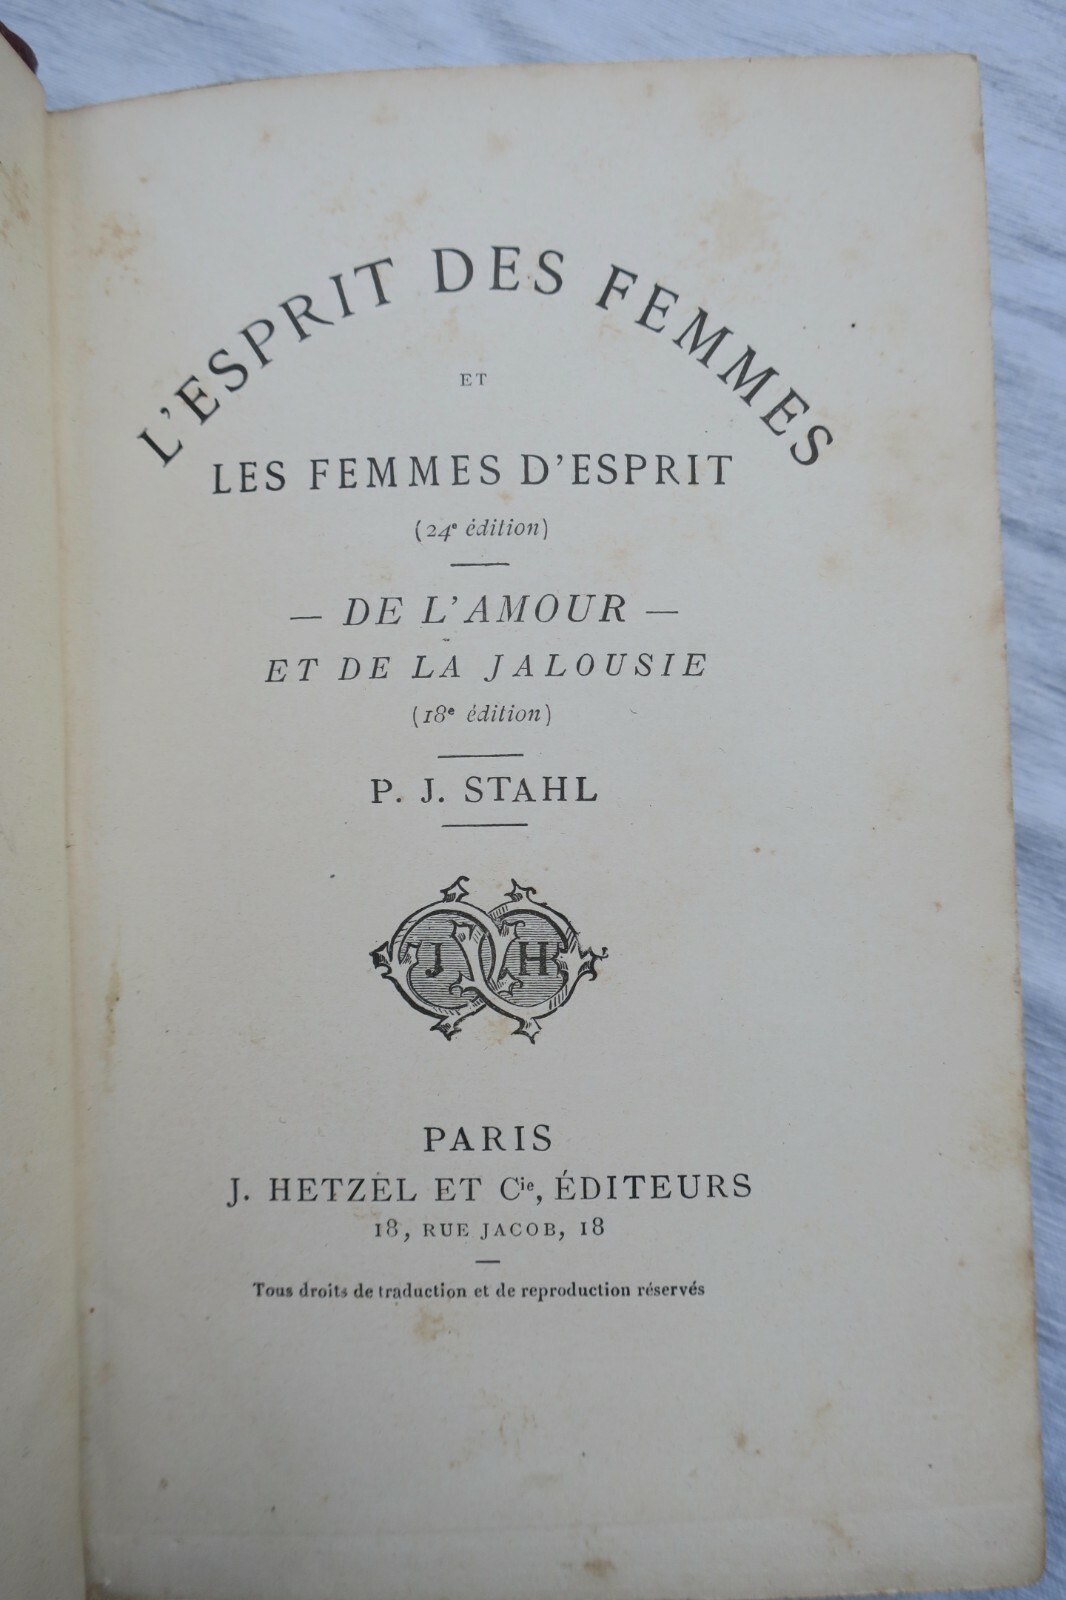 L'ESPRIT DES FEMMES
ET
LES FEMMES D'ESPRIT
(24e édition)
— DE L'AMOUR —
ET DE LA JALOUSIE
(18e édition)
P. J. STAHL
J H
PARIS
J. HETZEL ET Cie, ÉDITEURS
18, RUE JACOB, 18
Tous droits de traduction et de reproduction réservés